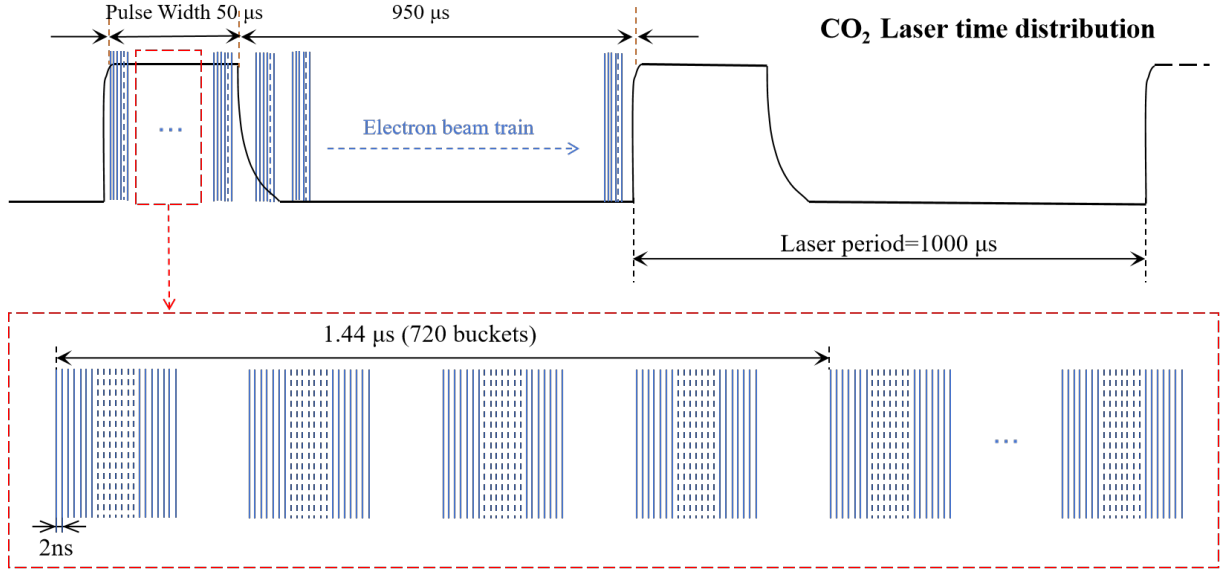 Pulse Width 50 μs
950 μs
CO₂ Laser time distribution
...
Electron beam train
Laser period=1000 μs
1.44 μs (720 buckets)
...
2ns